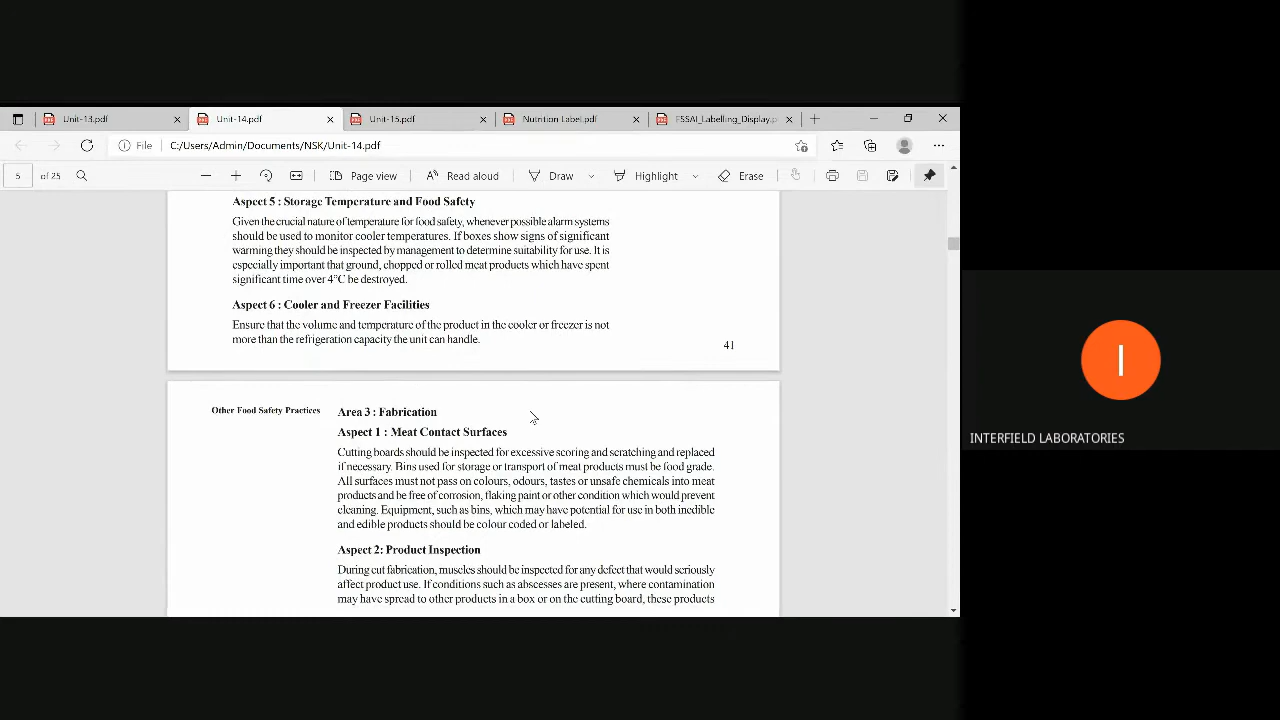 Unit-13.pdf
Unit-14.pdf
Unit-15.pdf
Nutrition Label.pdf
FSSAI_Labelling_Display.p
File
C:/Users/Admin/Documents/NSK/Unit-14.pdf
5 of 25
Page view
Read aloud
Draw
Highlight
Erase
Aspect 5 : Storage Temperature and Food Safety
Given the crucial nature of temperature for food safety, whenever possible alarm systems
should be used to monitor cooler temperatures. If boxes show signs of significant
warming they should be inspected by management to determine suitability for use. It is
especially important that ground, chopped or rolled meat products which have spent
significant time over 4°C be destroyed.
Aspect 6 : Cooler and Freezer Facilities
Ensure that the volume and temperature of the product in the cooler or freezer is not
more than the refrigeration capacity the unit can handle.
41
Other Food Safety Practices
Area 3 : Fabrication
Aspect 1 : Meat Contact Surfaces
Cutting boards should be inspected for excessive scoring and scratching and replaced
if necessary. Bins used for storage or transport of meat products must be food grade.
All surfaces must not pass on colours, odours, tastes or unsafe chemicals into meat
products and be free of corrosion, flaking paint or other condition which would prevent
cleaning. Equipment, such as bins, which may have potential for use in both inedible
and edible products should be colour coded or labeled.
Aspect 2: Product Inspection
During cut fabrication, muscles should be inspected for any defect that would seriously
affect product use. If conditions such as abscesses are present, where contamination
may have spread to other products in a box or on the cutting board, these products
I
INTERFIELD LABORATORIES